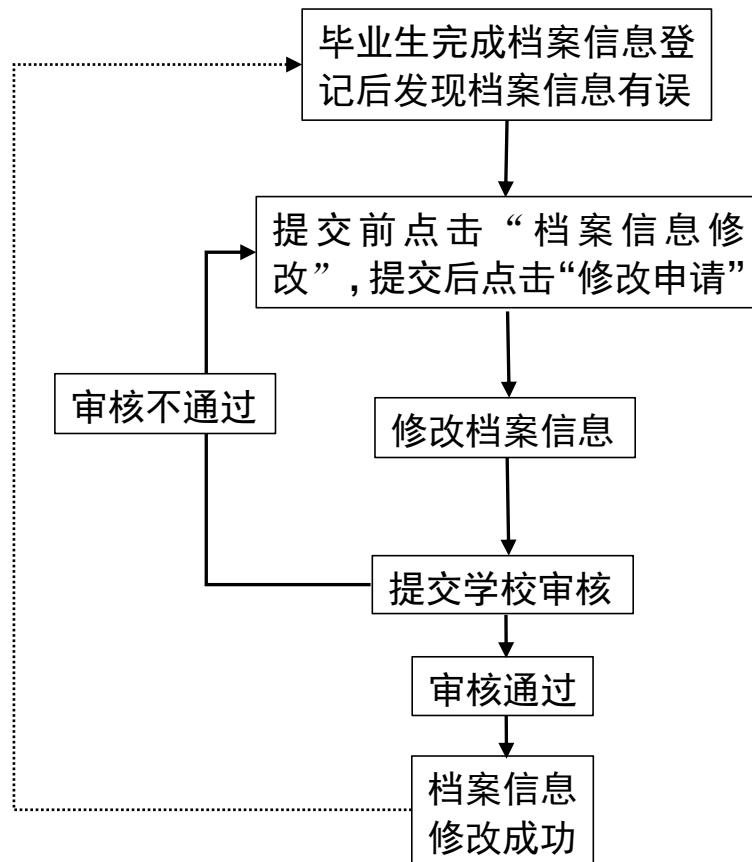 毕业生完成档案信息登
记后发现档案信息有误
提交前点击“档案信息修
改”,提交后点击“修改申请”
审核不通过
修改档案信息
提交学校审核
审核通过
档案信息
修改成功